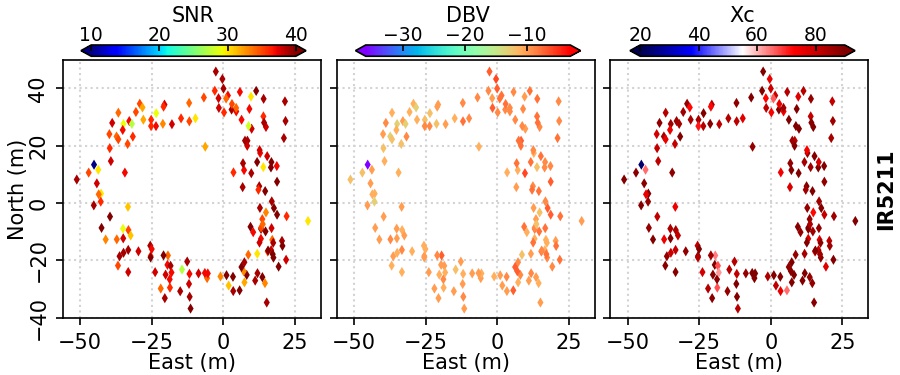 SNR DBV Xc
10 20 30 40 −30 −20 −10 20 40 60 80
40
20
0
−20
−40
North (m)
IR5211
−50 −25 0 25 −50 −25 0 25 −50 −25 0 25
East (m) East (m) East (m)